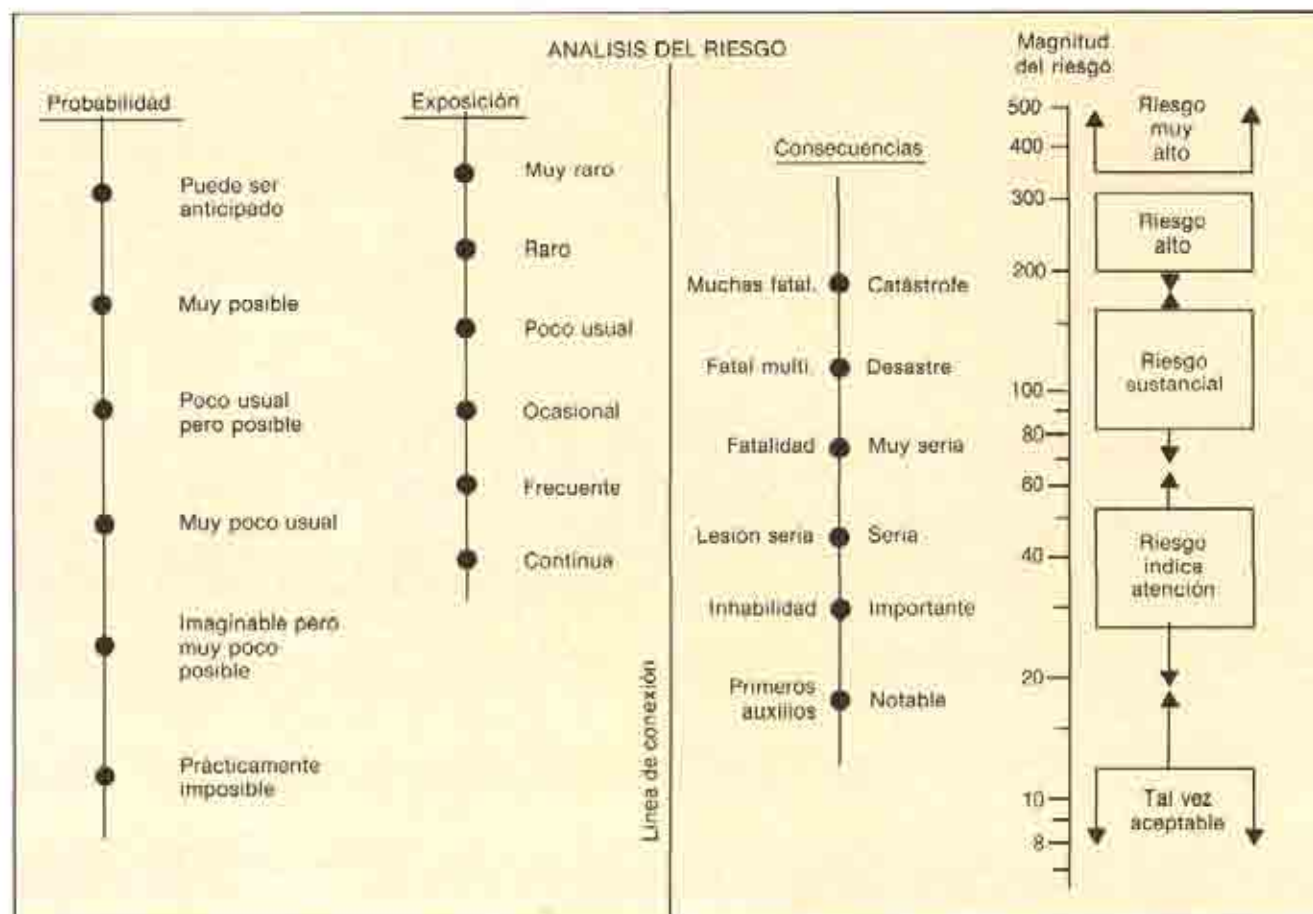 ANALISIS DEL RIESGO
Probabilidad
Puede ser
anticipado
Muy posible
Poco usual
pero posible
Muy poco usual
Imaginable pero
muy poco
posible
Prácticamente
imposible
Exposición
Muy raro
Raro
Poco usual
Ocasional
Frecuente
Contínua
Línea de conexión
Consecuencias
Muchas fatal. Catástrofe
Fatal multi. Desastre
Fatalidad Muy seria
Lesión seria Seria
Inhabilidad Importante
Primeros
auxilios
Notable
Magnitud
del riesgo
500
400
300
200
100
80
60
40
20
10
8
Riesgo
muy
alto
Riesgo
alto
Riesgo
sustancial
Riesgo
indica
atención
Tal vez
aceptable